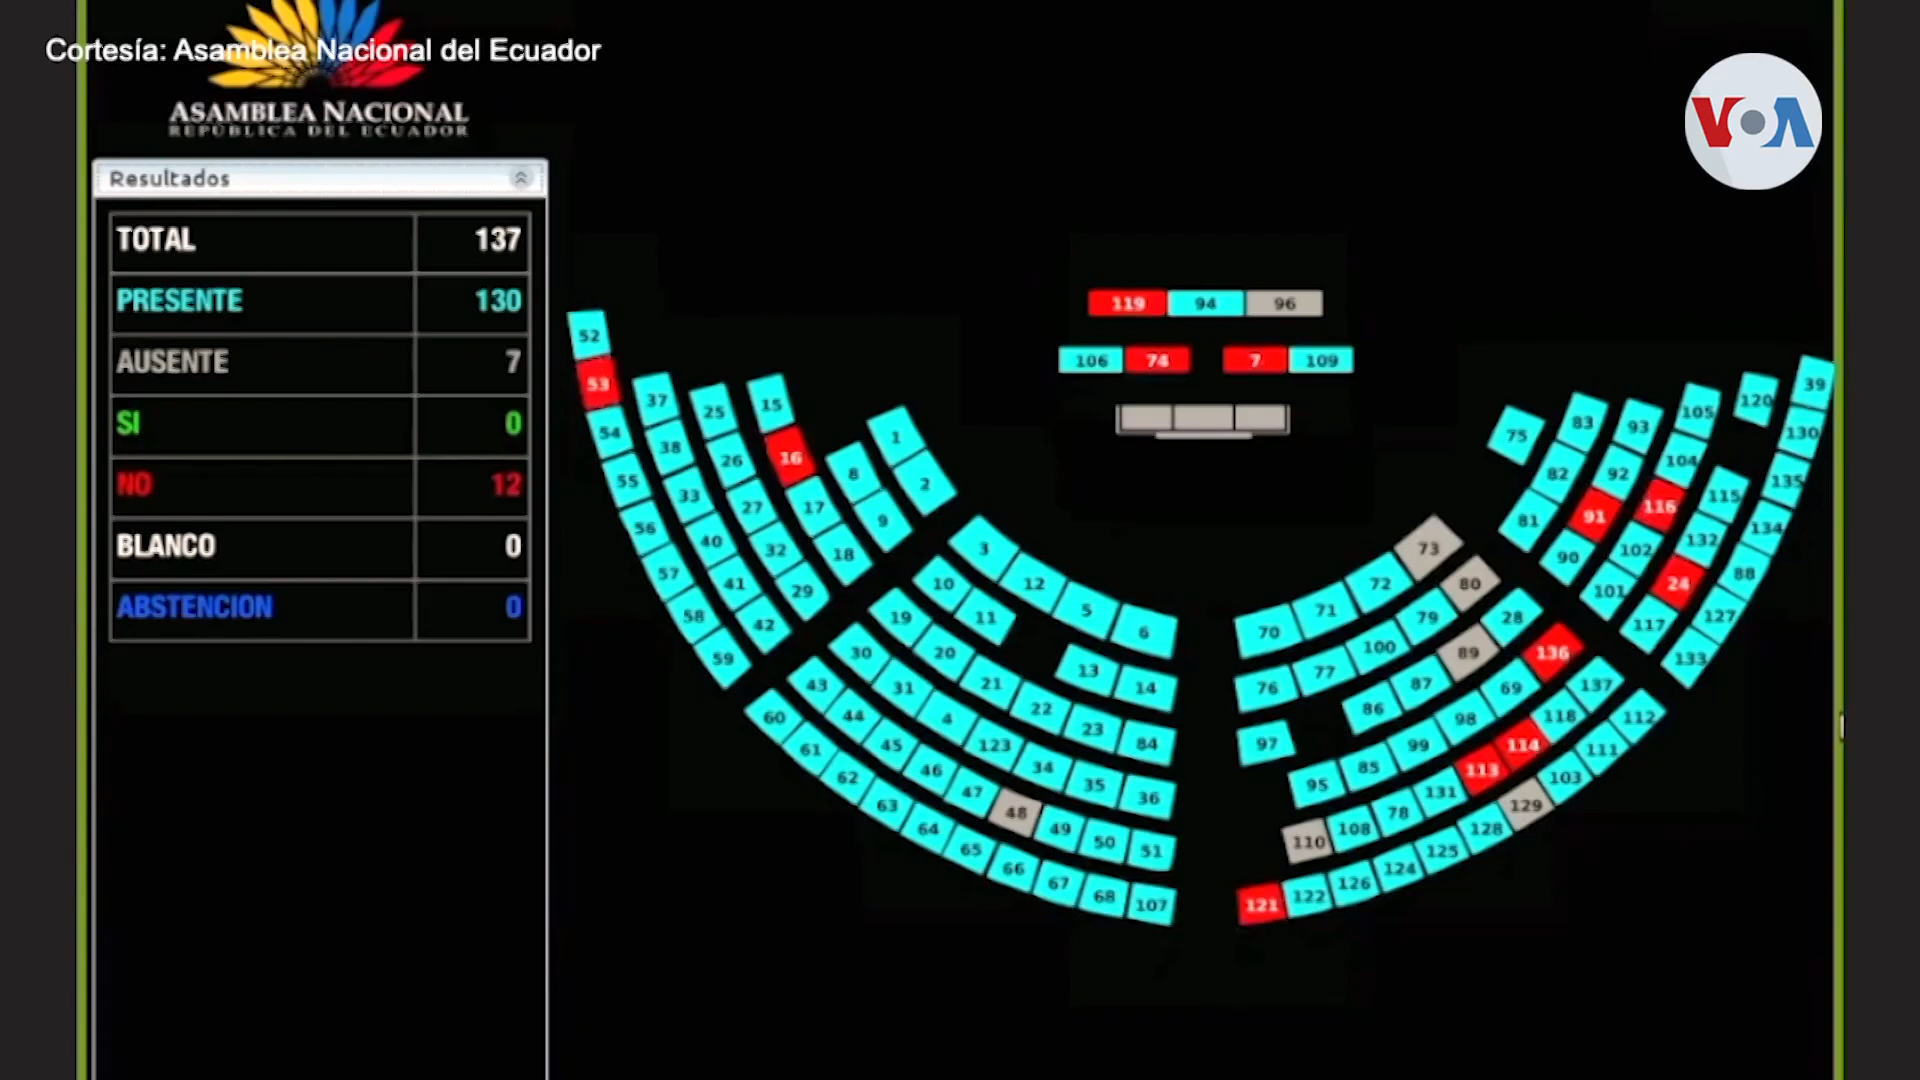 Cortesía: Asamblea Nacional del Ecuador
VOA
ASAMBLEA NACIONAL
REPÚBLICA DEL ECUADOR
Resultados
TOTAL 137
PRESENTE 130
AUSENTE 7
SI 0
NO 12
BLANCO 0
ABSTENCION 0
119 94 96
106 74 7 109
52 53 54 55 56 57 58 59
37 38 33 40 41 42
25 26 27 32 29
15 16 17 18
8 9
1 2
3 12 5 6
10 11 13 14
19 20 21 22 23 84
30 31 4 123 34 35 36
43 44 45 46 47 48 49 50 51
60 61 62 63 64 65 66 67 68 107
70 71 72 73
76 77 100 79 80
97 86 87 89 28
95 85 99 98 69 136
110 108 78 131 113 114 118 137
121 122 126 124 125 128 129 103 111 112
75
83 82 81
93 92 91 90
105 104 116 102 101
120 115 132 24 117
39 130 135 134 88 127 133